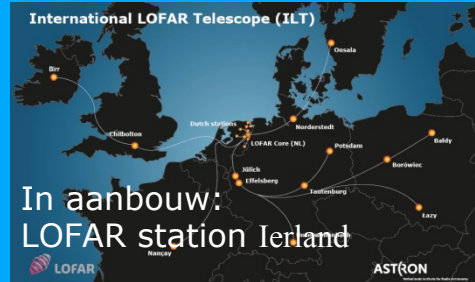 International LOFAR Telescope (ILT)
Onsala
Birr
Dutch stations
Norderstedt
Chilbolton
LOFAR Core (NL)
Potsdam
Bałdy
Borówiec
Jülich
Effelsberg
Tautenburg
Łazy
In aanbouw:
LOFAR station Ierland
Nançay
LOFAR
ASTRON